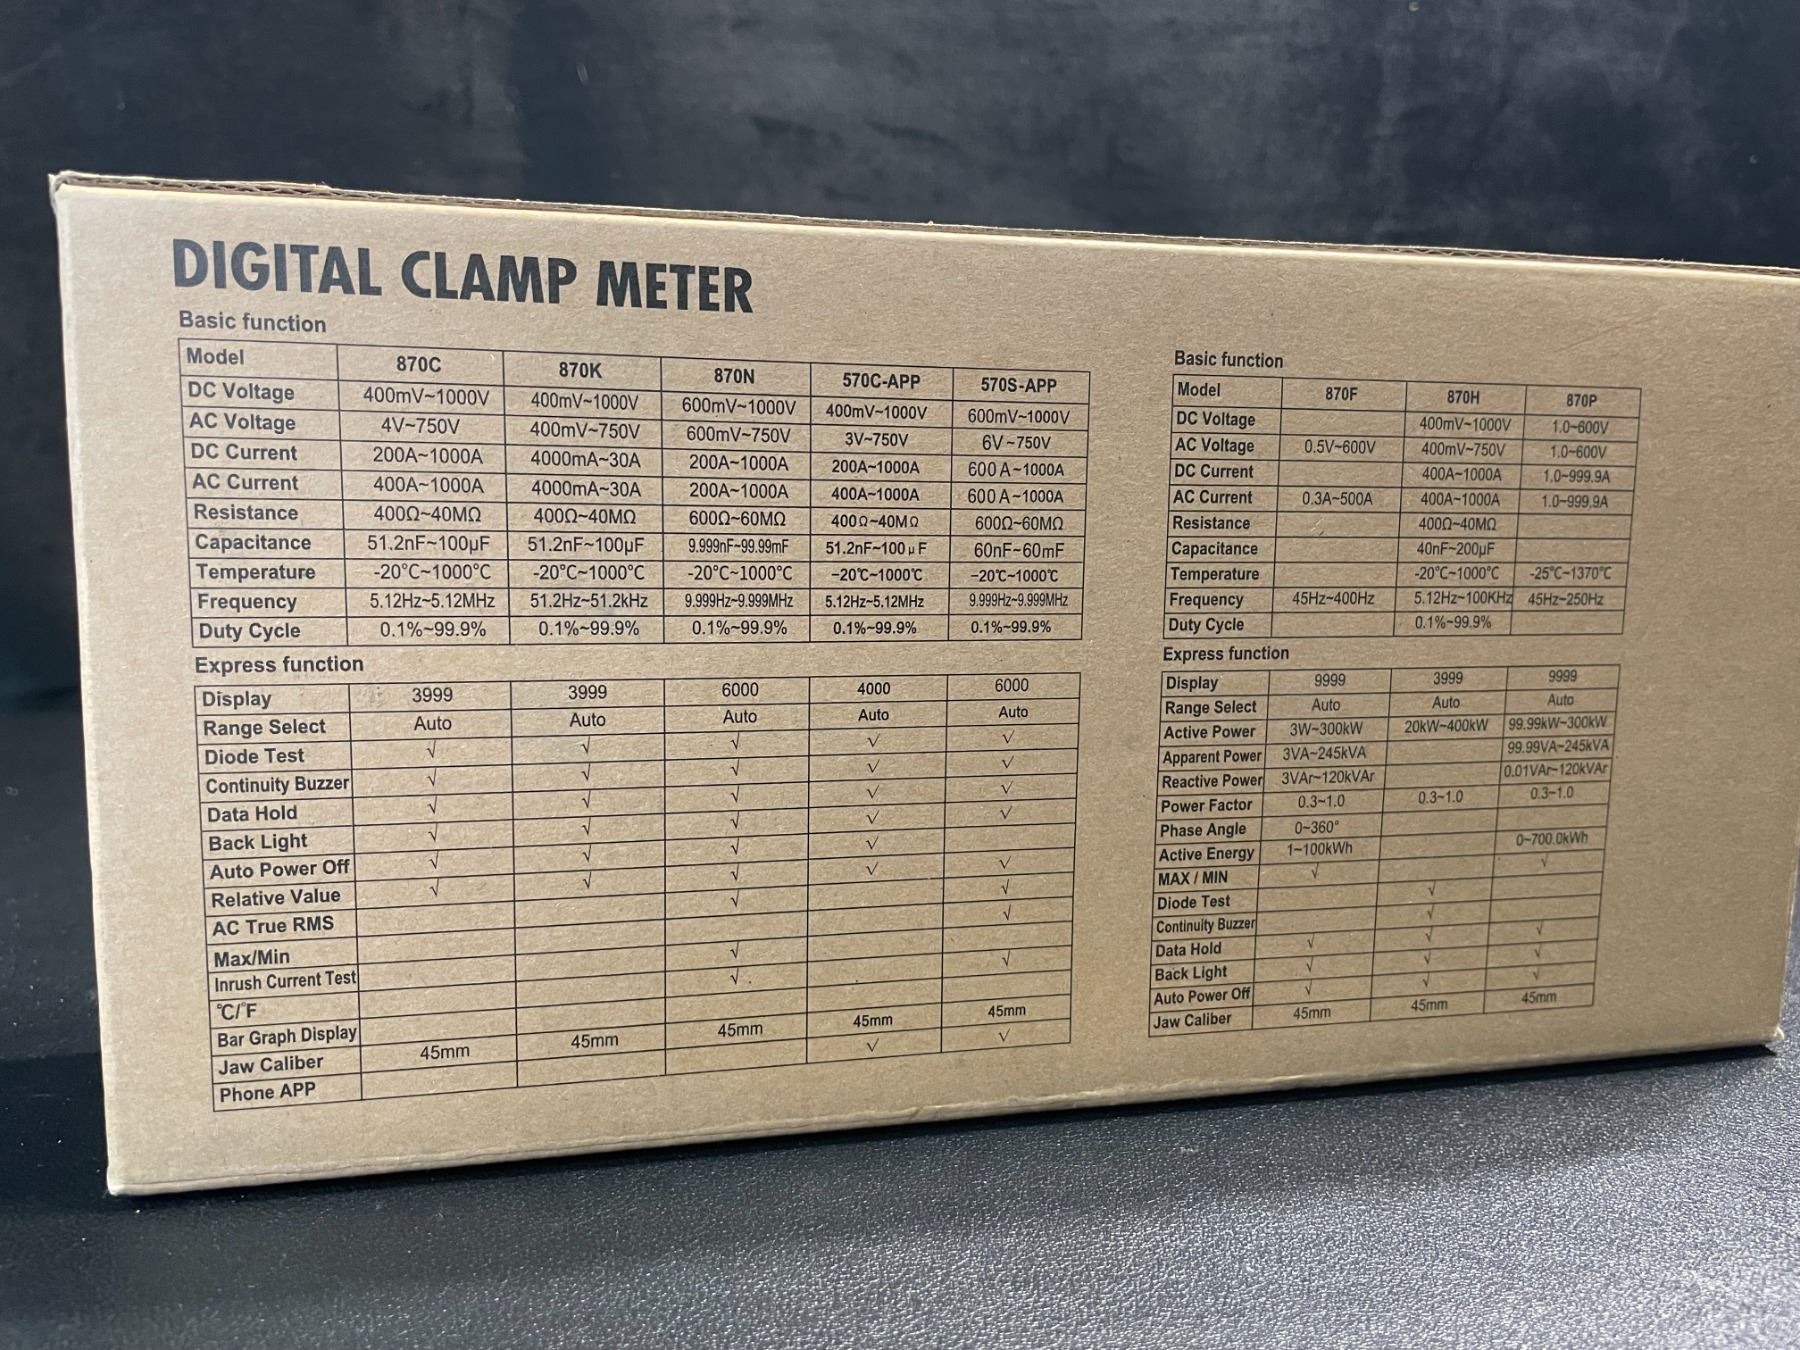 DIGITAL CLAMP METER
Basic function
Model 870C 870K 870N 570C-APP 570S-APP
DC Voltage 400mV~1000V 400mV~1000V 600mV~1000V 400mV~1000V 600mV~1000V
AC Voltage 4V~750V 400mV~750V 600mV~750V 3V~750V 6V~750V
DC Current 200A~1000A 4000mA~30A 200A~1000A 200A~1000A 600A~1000A
AC Current 400A~1000A 4000mA~30A 200A~1000A 400A~1000A 600A~1000A
Resistance 400Ω~40MΩ 400Ω~40MΩ 600Ω~60MΩ 400Ω~40MΩ 600Ω~60MΩ
Capacitance 51.2nF~100μF 51.2nF~100μF 9.999nF~99.99mF 51.2nF~100μF 60nF~60mF
Temperature -20°C~1000°C -20°C~1000°C -20°C~1000°C -20℃~1000℃ -20℃~1000℃
Frequency 5.12Hz~5.12MHz 51.2Hz~51.2kHz 9.999Hz~9.999MHz 5.12Hz~5.12MHz 9.999Hz~9.999MHz
Duty Cycle 0.1%~99.9% 0.1%~99.9% 0.1%~99.9% 0.1%~99.9% 0.1%~99.9%
Express function
Display 3999 3999 6000 4000 6000
Range Select Auto Auto Auto Auto Auto
Diode Test √ √ √ √ √
Continuity Buzzer √ √ √ √ √
Data Hold √ √ √ √ √
Back Light √ √ √ √ √
Auto Power Off √ √ √ √
Relative Value √ √ √ √ √
AC True RMS √ √
Max/Min √
Inrush Current Test √
℃/℉ √ √
Bar Graph Display
Jaw Caliber 45mm 45mm 45mm 45mm 45mm
Phone APP √ √
Basic function
Model 870F 870H 870P
DC Voltage 400mV~1000V 1.0~600V
AC Voltage 0.5V~600V 400mV~750V 1.0~600V
DC Current 400A~1000A 1.0~999.9A
AC Current 0.3A~500A 400A~1000A 1.0~999.9A
Resistance 400Ω~40MΩ
Capacitance 40nF~200μF
Temperature -20°C~1000°C -25°C~1370°C
Frequency 45Hz~400Hz 5.12Hz~100KHz 45Hz~250Hz
Duty Cycle 0.1%~99.9%
Express function
Display 9999 3999 9999
Range Select Auto Auto Auto
Active Power 3W~300kW 20kW~400kW 99.99kW~300kW
Apparent Power 3VA~245kVA 99.99VA~245kVA
Reactive Power 3VAr~120kVAr 0.01VAr~120kVAr
Power Factor 0.3~1.0 0.3~1.0 0.3~1.0
Phase Angle 0~360°
Active Energy 1~100kWh 0~700.0kWh
MAX / MIN √ √
Diode Test √
Continuity Buzzer √
Data Hold √ √ √
Back Light √ √ √
Auto Power Off √ √ √
Jaw Caliber 45mm 45mm 45mm